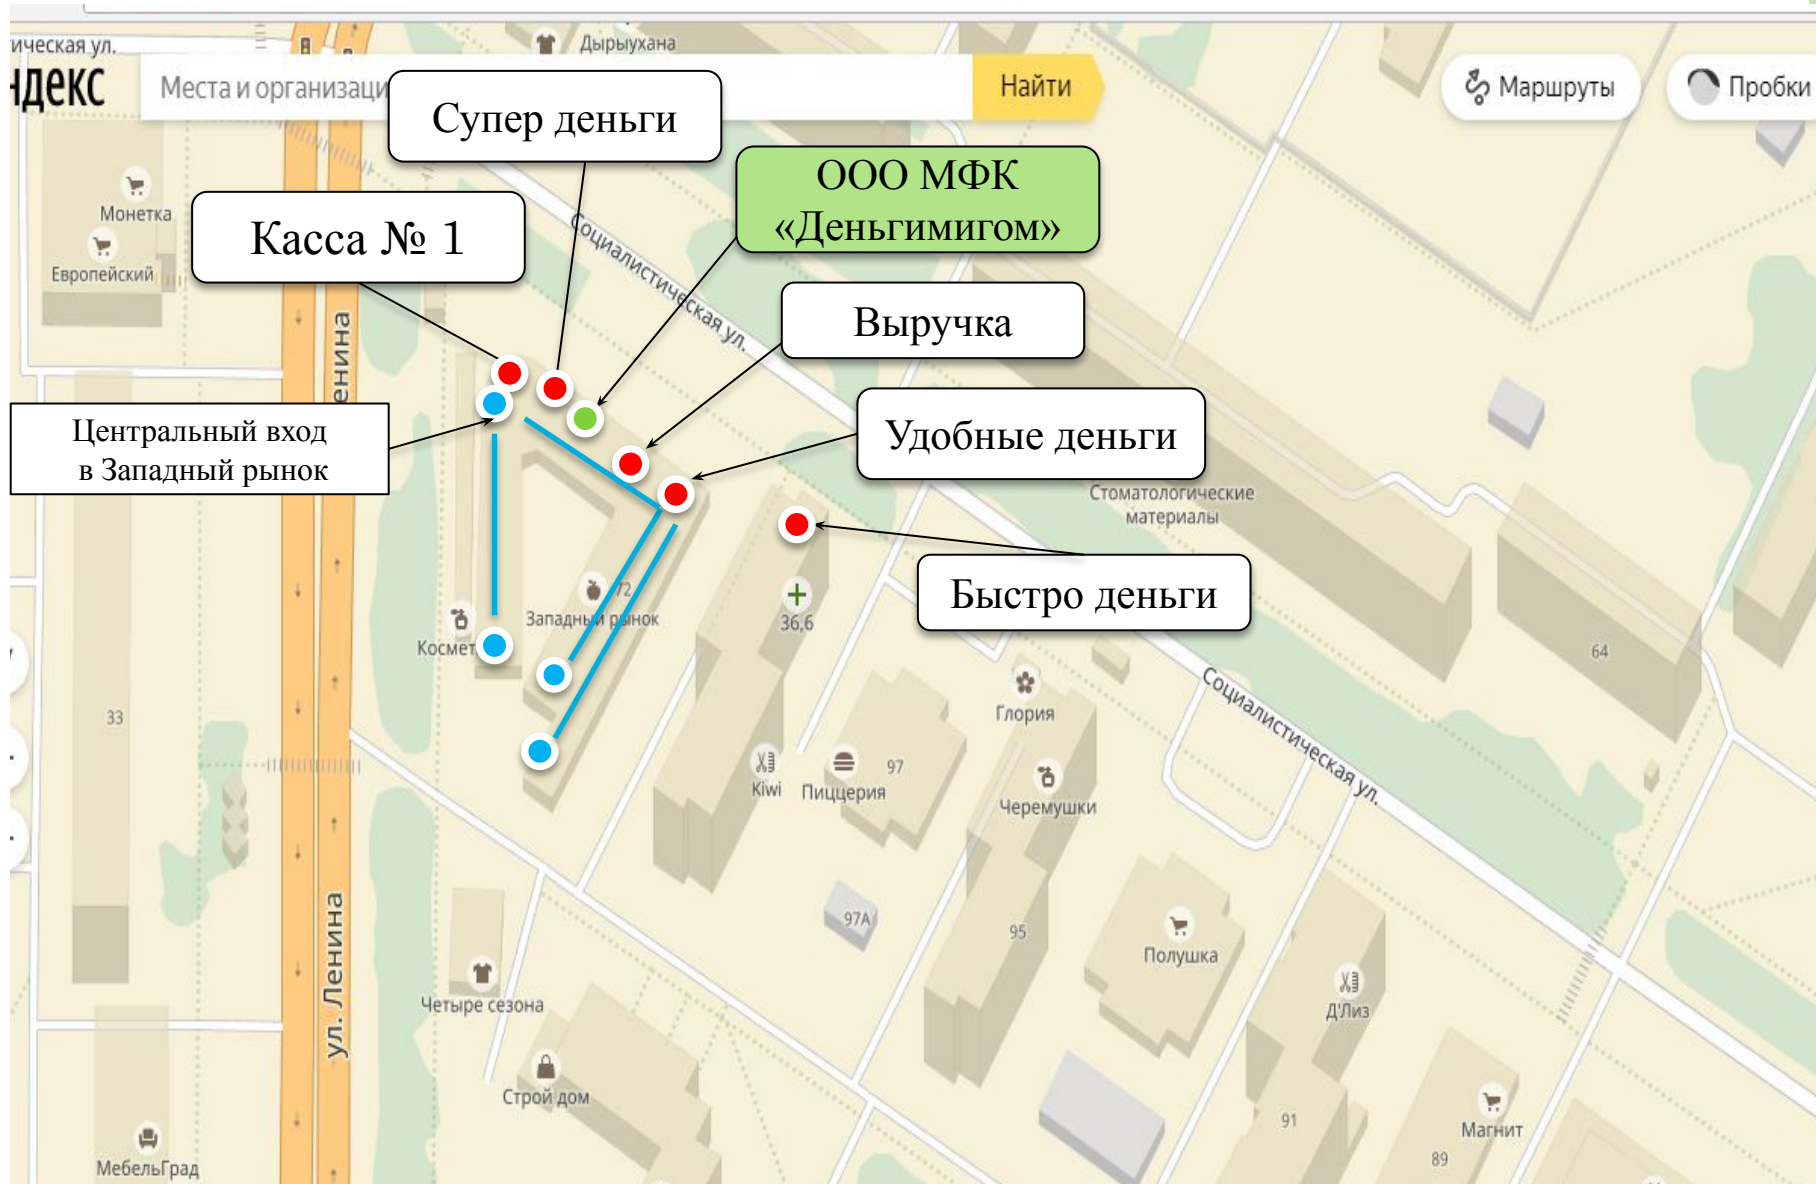 ическая ул.
Дырыухана
ндекс
Места и организаци
Найти
Маршруты
Пробки
Супер деньги
ООО МФК
«Деньгимигом»
Монетка
Касса № 1
Европейский
Социалистическая ул.
Выручка
енина
Центральный вход
в Западный рынок
Удобные деньги
Стоматологические
материалы
Быстро деньги
72
Западный рынок
36,6
Космет
64
33
Глория
Социалистическая ул.
Kiwi
Пиццерия
97
Черемушки
97А
95
Полушка
ул. Ленина
Четыре сезона
Д'Лиз
Строй дом
91
Магнит
89
МебельГрад